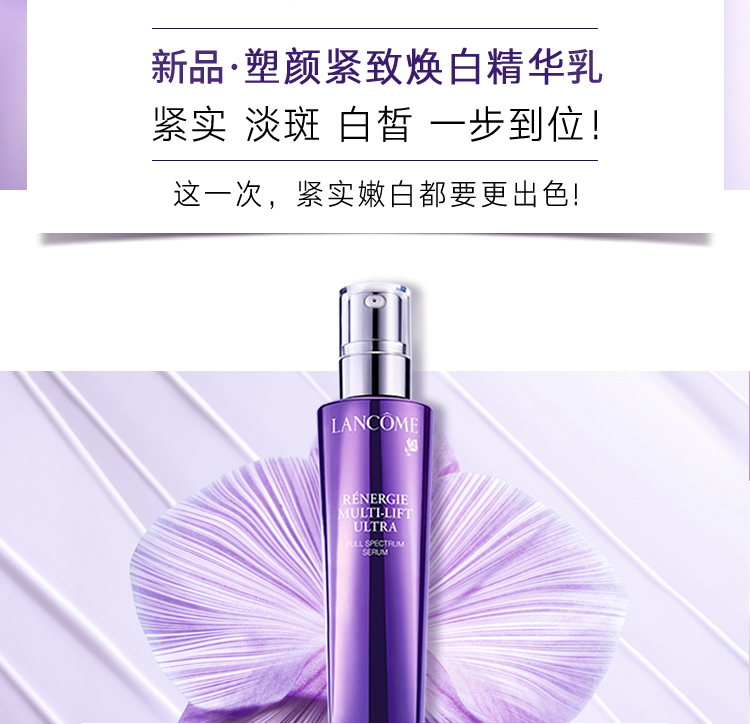 新品·塑颜紧致焕白精华乳
紧实 淡斑 白皙 一步到位!
这一次，紧实嫩白都要更出色!
LANCÔME
RÉNERGIE
MULTI-LIFT
ULTRA
FULL SPECTRUM
SERUM